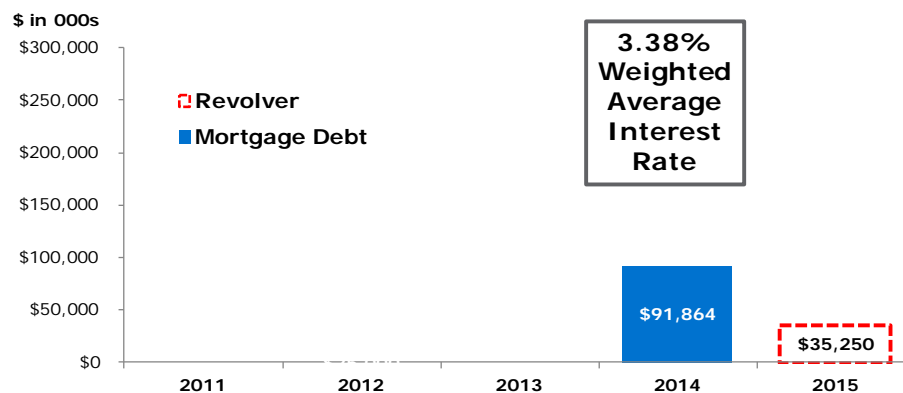 $ in 000s
$300,000
$250,000
$200,000
$150,000
$100,000
$50,000
$0
Revolver
Mortgage Debt
3.38%
Weighted
Average
Interest
Rate
$91,864
$35,250
2011
2012
2013
2014
2015